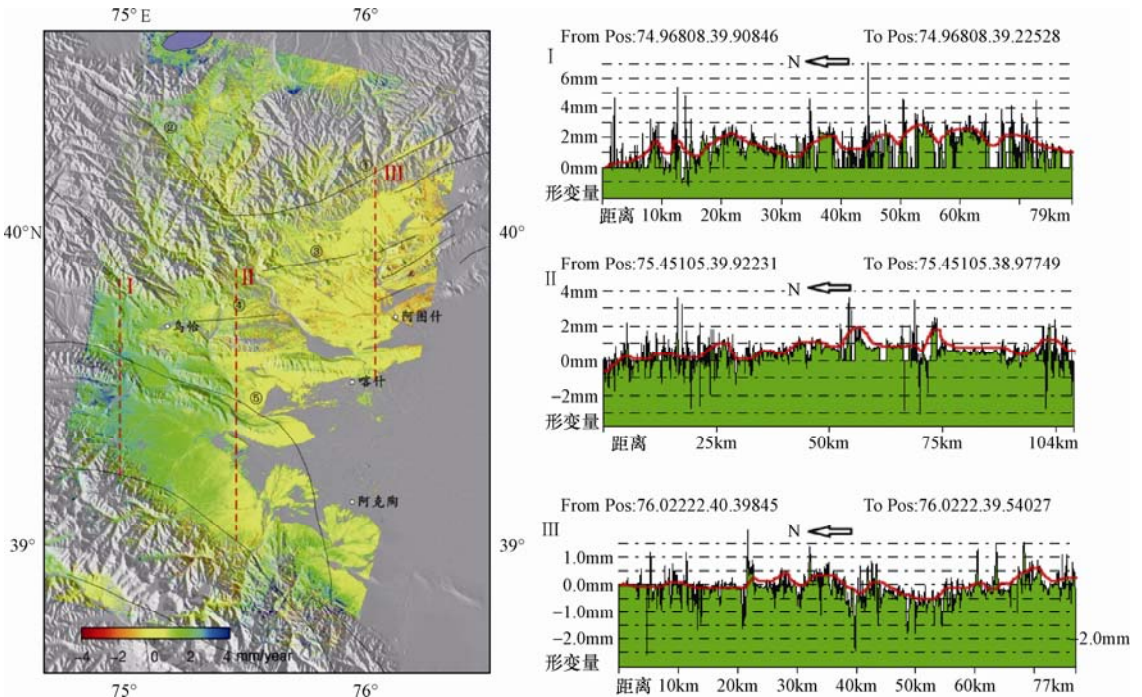 75° E
76°
40°N
40°
39°
39°
75°
76°
②
①
III
③
I
II
④
乌恰
阿图什
喀什
⑤
阿克陶
-4 -2 0 2 4 mm/year
From Pos:74.96808.39.90846 To Pos:74.96808.39.22528
I
N
6mm
4mm
2mm
0mm
形变量
距离 10km 20km 30km 40km 50km 60km 79km
From Pos:75.45105.39.92231 To Pos:75.45105.38.97749
II
N
4mm
2mm
0mm
-2mm
形变量
距离 25km 50km 75km 104km
From Pos:76.02222.40.39845 To Pos:76.0222.39.54027
III
N
1.0mm
0.0mm
-1.0mm
-2.0mm
-2.0mm
形变量
距离 10km 20km 30km 40km 50km 60km 77km